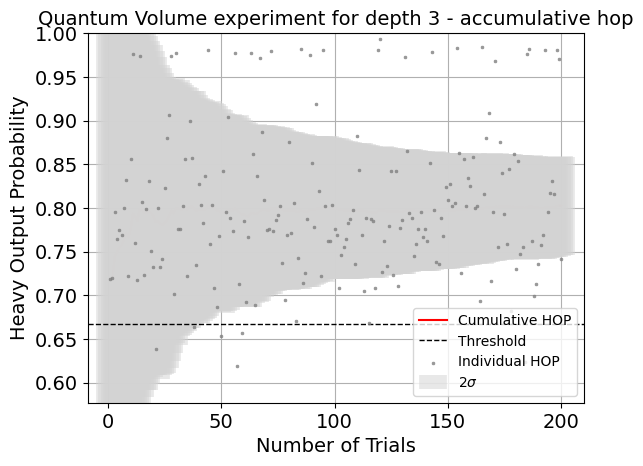 Quantum Volume experiment for depth 3 - accumulative hop
Heavy Output Probability
1.00
0.95
0.90
0.85
0.80
0.75
0.70
0.65
0.60
0
50
100
150
200
Number of Trials
Cumulative HOP
Threshold
Individual HOP
2σ